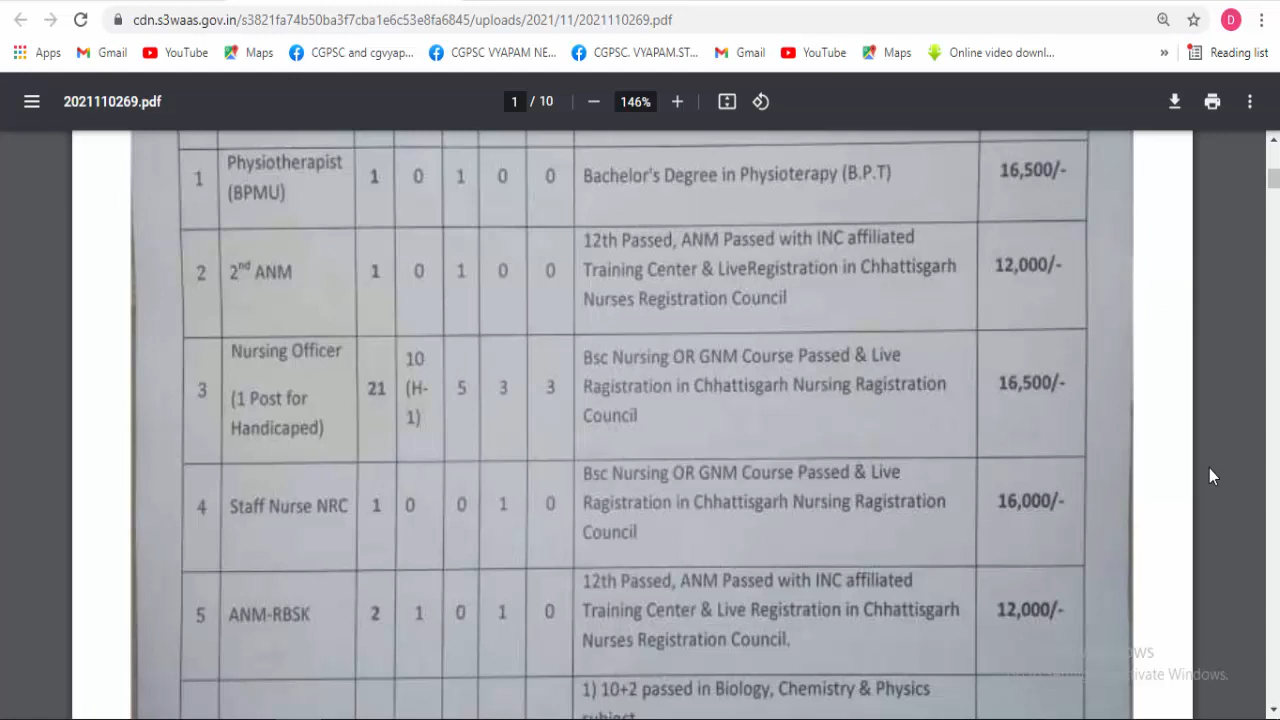 cdn.s3waas.gov.in/s3821fa74b50ba3f7cba1e6c53e8fa6845/uploads/2021/11/2021110269.pdf
D
Apps Gmail YouTube Maps CGPSC and cgvyap... CGPSC VYAPAM NE... CGPSC. VYAPAM.ST... Gmail YouTube Maps Online video downl... » Reading list
2021110269.pdf 1 / 10 146%
1 Physiotherapist (BPMU) 1 0 1 0 0 Bachelor's Degree in Physioterapy (B.P.T) 16,500/-
2 2nd ANM 1 0 1 0 0 12th Passed, ANM Passed with INC affiliated
Training Center & LiveRegistration in Chhattisgarh
Nurses Registration Council
12,000/-
3 Nursing Officer
(1 Post for
Handicaped)
21 10
(H-
1)
5 3 3 Bsc Nursing OR GNM Course Passed & Live
Ragistration in Chhattisgarh Nursing Ragistration
Council
16,500/-
4 Staff Nurse NRC 1 0 0 1 0 Bsc Nursing OR GNM Course Passed & Live
Ragistration in Chhattisgarh Nursing Ragistration
Council
16,000/-
5 ANM-RBSK 2 1 0 1 0 12th Passed, ANM Passed with INC affiliated
Training Center & Live Registration in Chhattisgarh
Nurses Registration Council.
12,000/-
1) 10+2 passed in Biology, Chemistry & Physics
Windows.